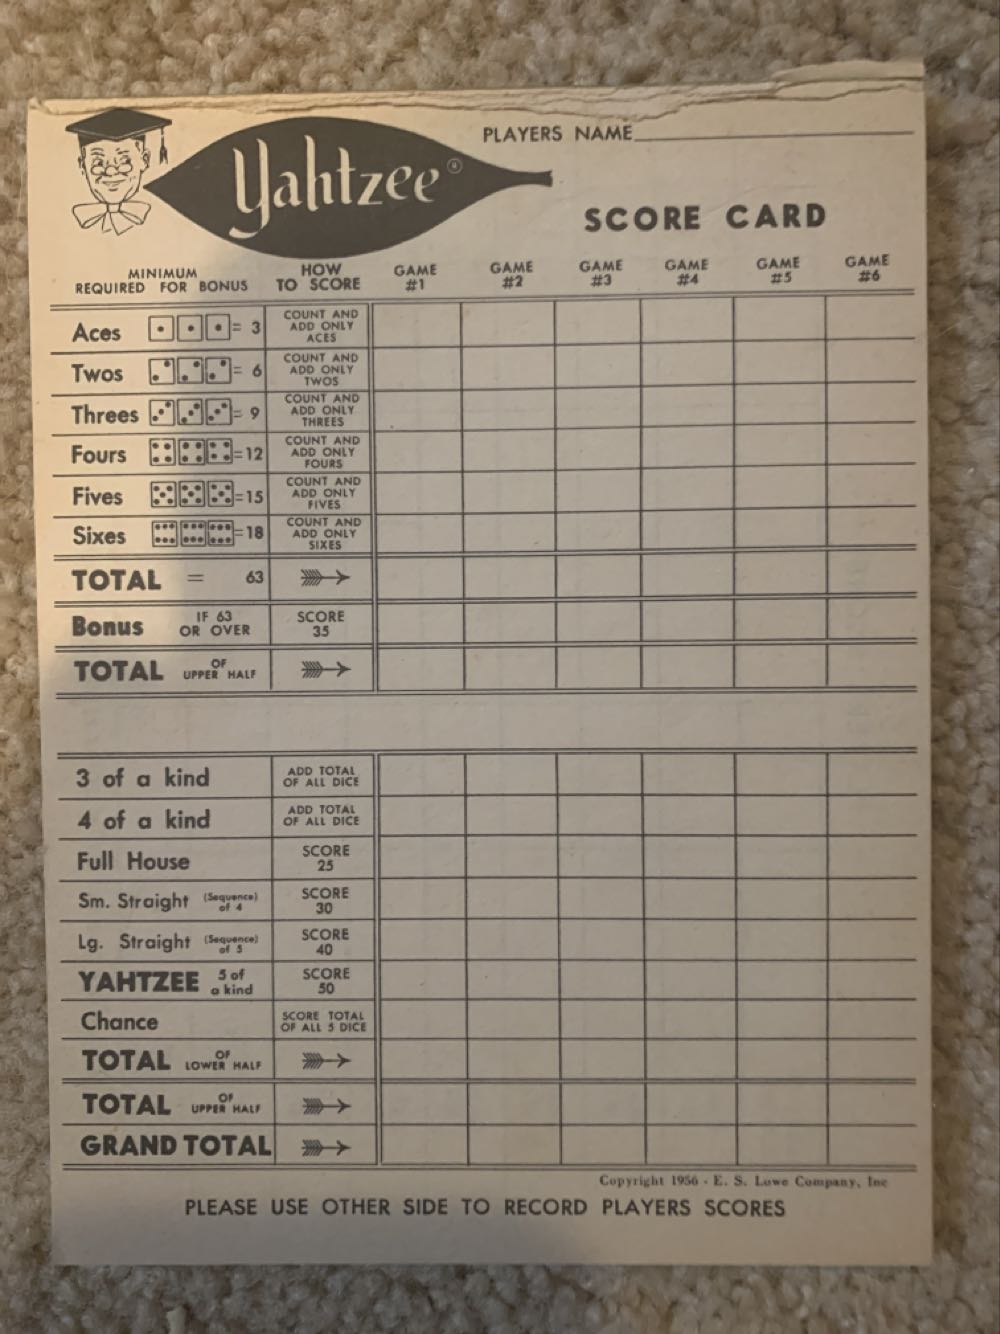 Yahtzee®
PLAYERS NAME
SCORE CARD
MINIMUM REQUIRED FOR BONUS
HOW TO SCORE
GAME #1
GAME #2
GAME #3
GAME #4
GAME #5
GAME #6
Aces = 3 COUNT AND ADD ONLY ACES
Twos = 6 COUNT AND ADD ONLY TWOS
Threes = 9 COUNT AND ADD ONLY THREES
Fours =12 COUNT AND ADD ONLY FOURS
Fives =15 COUNT AND ADD ONLY FIVES
Sixes =18 COUNT AND ADD ONLY SIXES
TOTAL = 63
Bonus IF 63 OR OVER SCORE 35
TOTAL OF UPPER HALF
3 of a kind ADD TOTAL OF ALL DICE
4 of a kind ADD TOTAL OF ALL DICE
Full House SCORE 25
Sm. Straight (Sequence) of 4 SCORE 30
Lg. Straight (Sequence) of 5 SCORE 40
YAHTZEE 5 of a kind SCORE 50
Chance SCORE TOTAL OF ALL 5 DICE
TOTAL OF LOWER HALF
TOTAL OF UPPER HALF
GRAND TOTAL
Copyright 1956 - E. S. Lowe Company, Inc
PLEASE USE OTHER SIDE TO RECORD PLAYERS SCORES